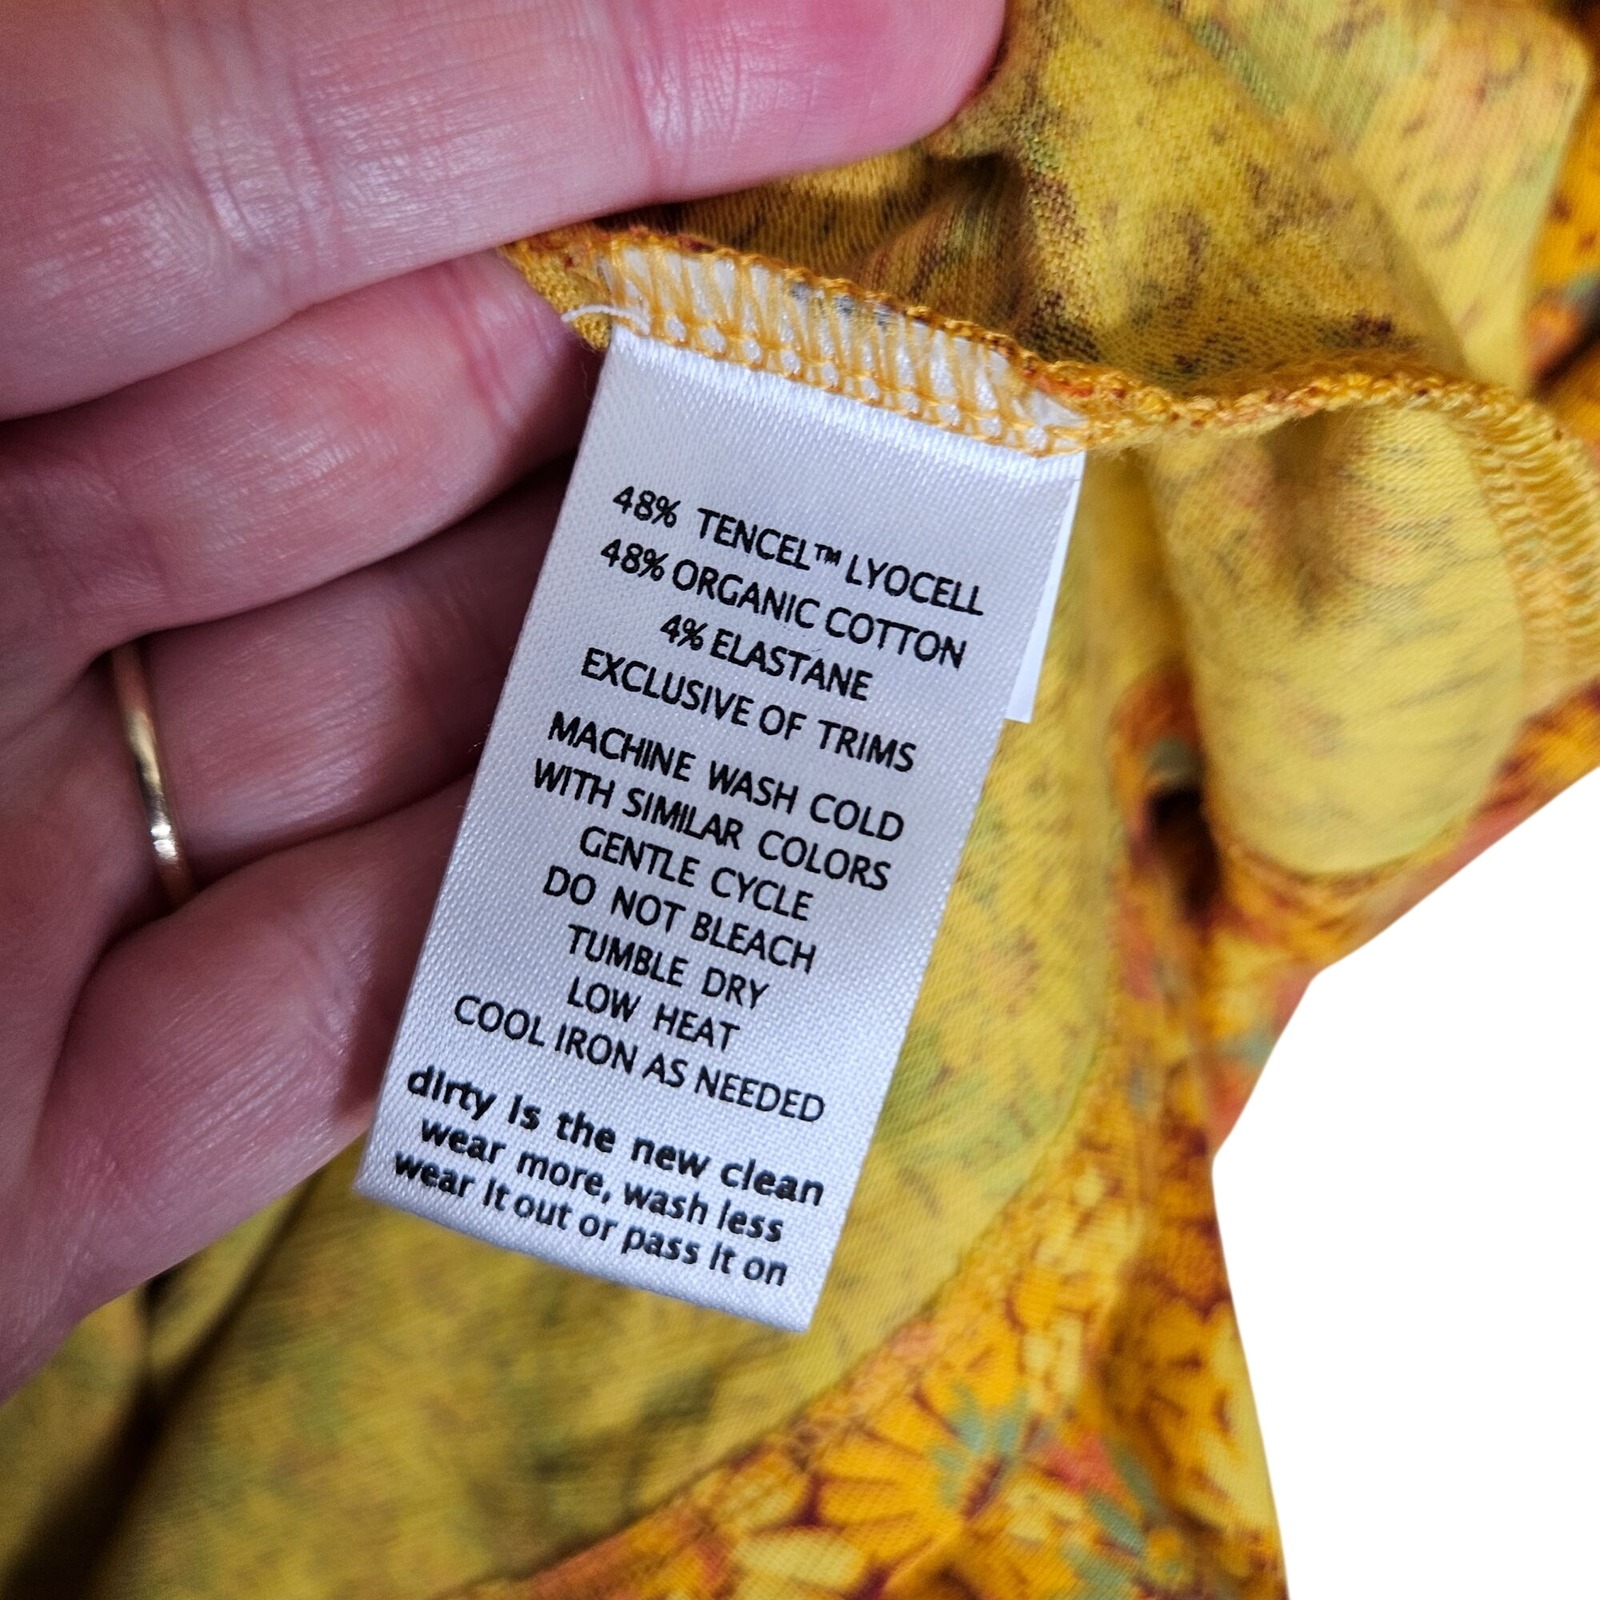 48% TENCEL™ LYOCELL
48% ORGANIC COTTON
4% ELASTANE
EXCLUSIVE OF TRIMS
MACHINE WASH COLD
WITH SIMILAR COLORS
GENTLE CYCLE
DO NOT BLEACH
TUMBLE DRY
LOW HEAT
COOL IRON AS NEEDED
dirty is the new clean
wear more, wash less
wear it out or pass it on